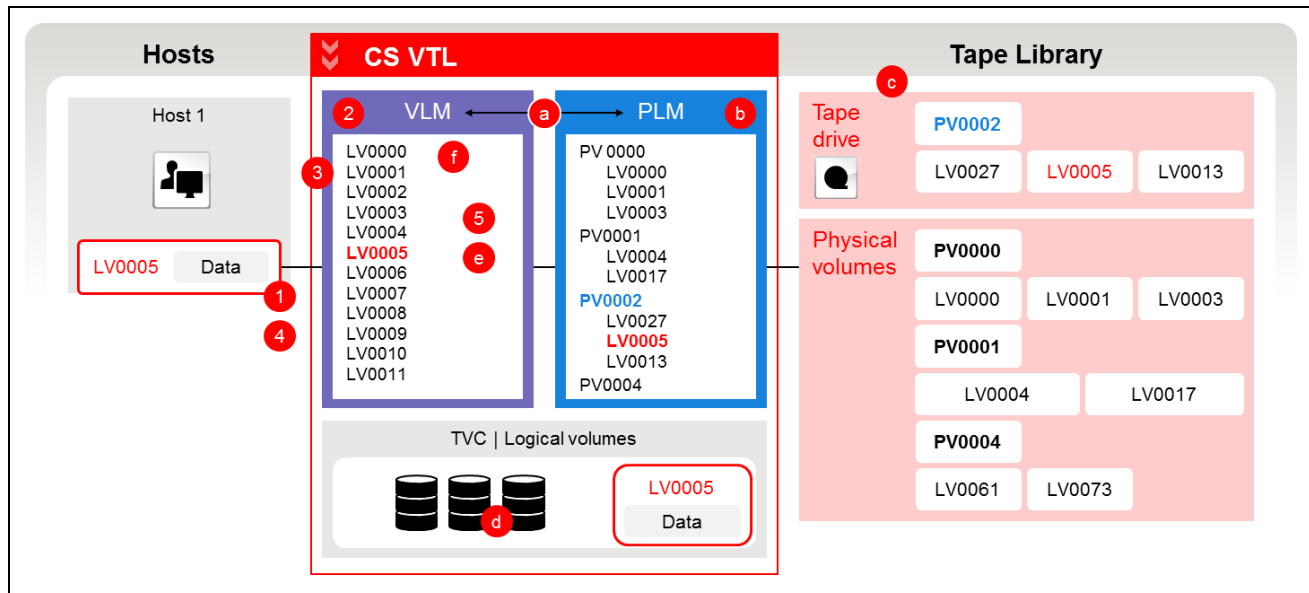 Hosts
CS VTL
Tape Library
Host 1
LV0005 Data
1
4
2 VLM a PLM b
3
f
5
e
LV0000
LV0001
LV0002
LV0003
LV0004
LV0005
LV0006
LV0007
LV0008
LV0009
LV0010
LV0011
PV 0000
LV0000
LV0001
LV0003
PV0001
LV0004
LV0017
PV0002
LV0027
LV0005
LV0013
PV0004
TVC | Logical volumes
d
LV0005
Data
c
Tape
drive
PV0002
LV0027 LV0005 LV0013
Physical
volumes
PV0000
LV0000 LV0001 LV0003
PV0001
LV0004 LV0017
PV0004
LV0061 LV0073